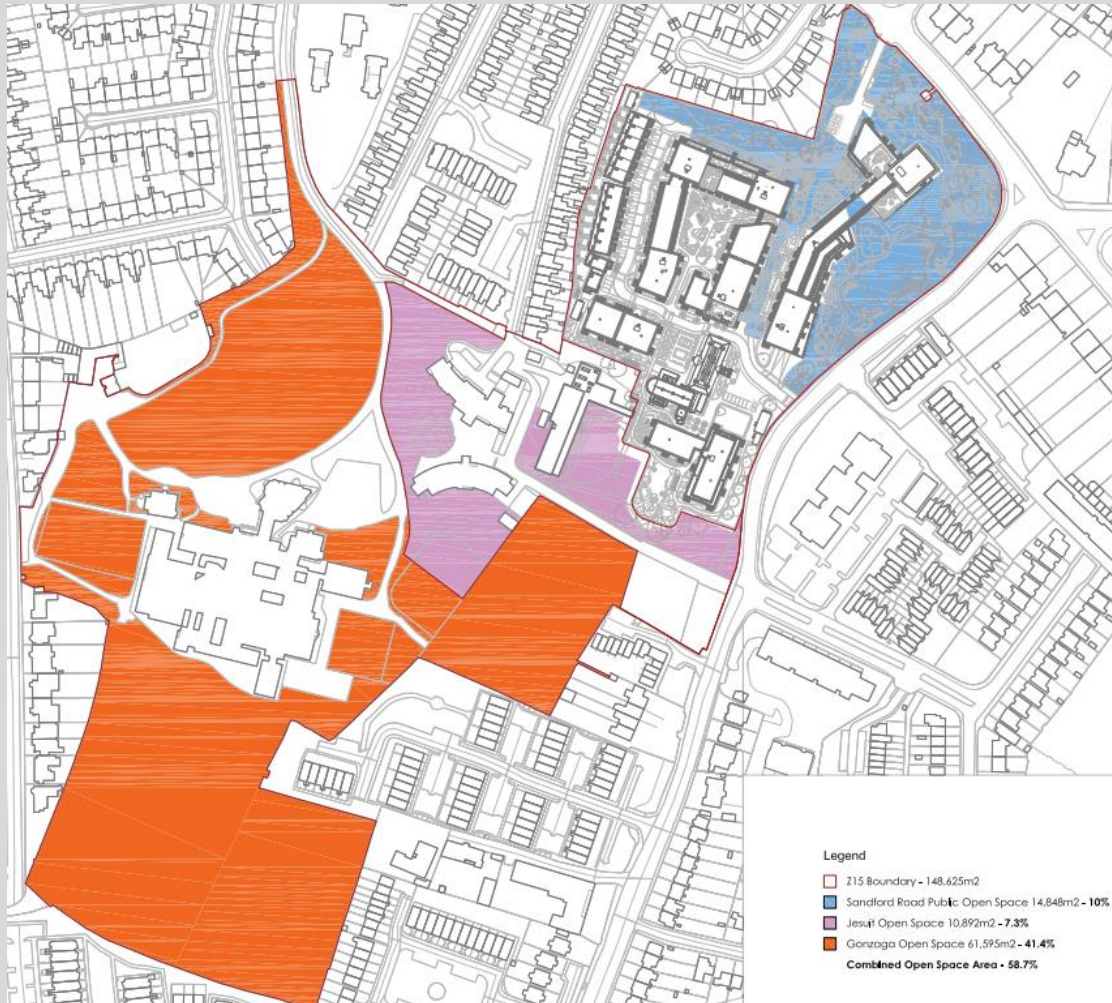 Legend
Z15 Boundary - 148,625m2
Sandford Road Public Open Space 14,848m2 - 10%
Jesuit Open Space 10,892m2 - 7.3%
Gonzaga Open Space 61,595m2 - 41.4%
Combined Open Space Area - 58.7%